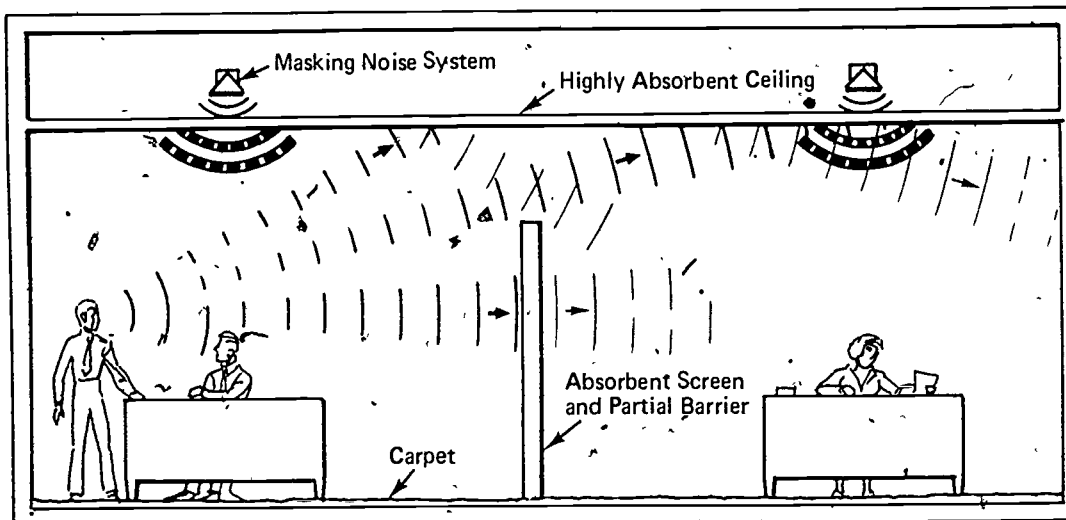 Masking Noise System
Highly Absorbent Ceiling
Absorbent Screen
and Partial Barrier
Carpet